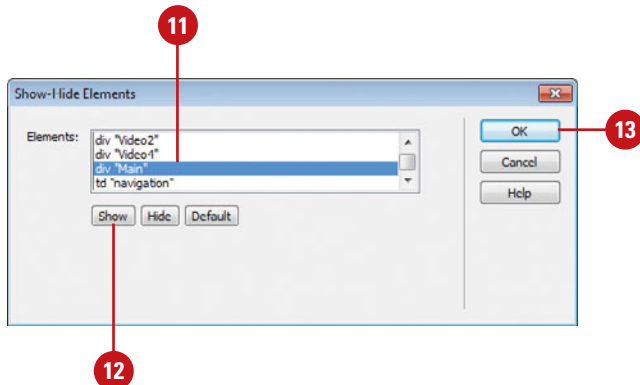 11
Show-Hide Elements
Elements:
div "Video2"
div "Video4"
div "Main"
td "navigation"
OK
13
Cancel
Help
Show Hide Default
12